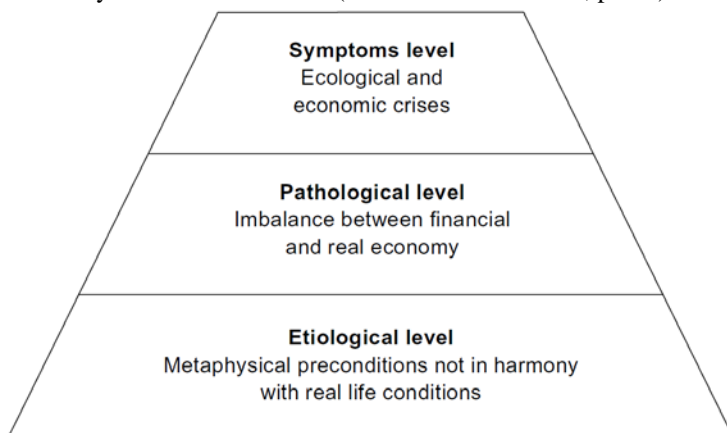 Symptoms level
Ecological and
economic crises
Pathological level
Imbalance between financial
and real economy
Etiological level
Metaphysical preconditions not in harmony
with real life conditions